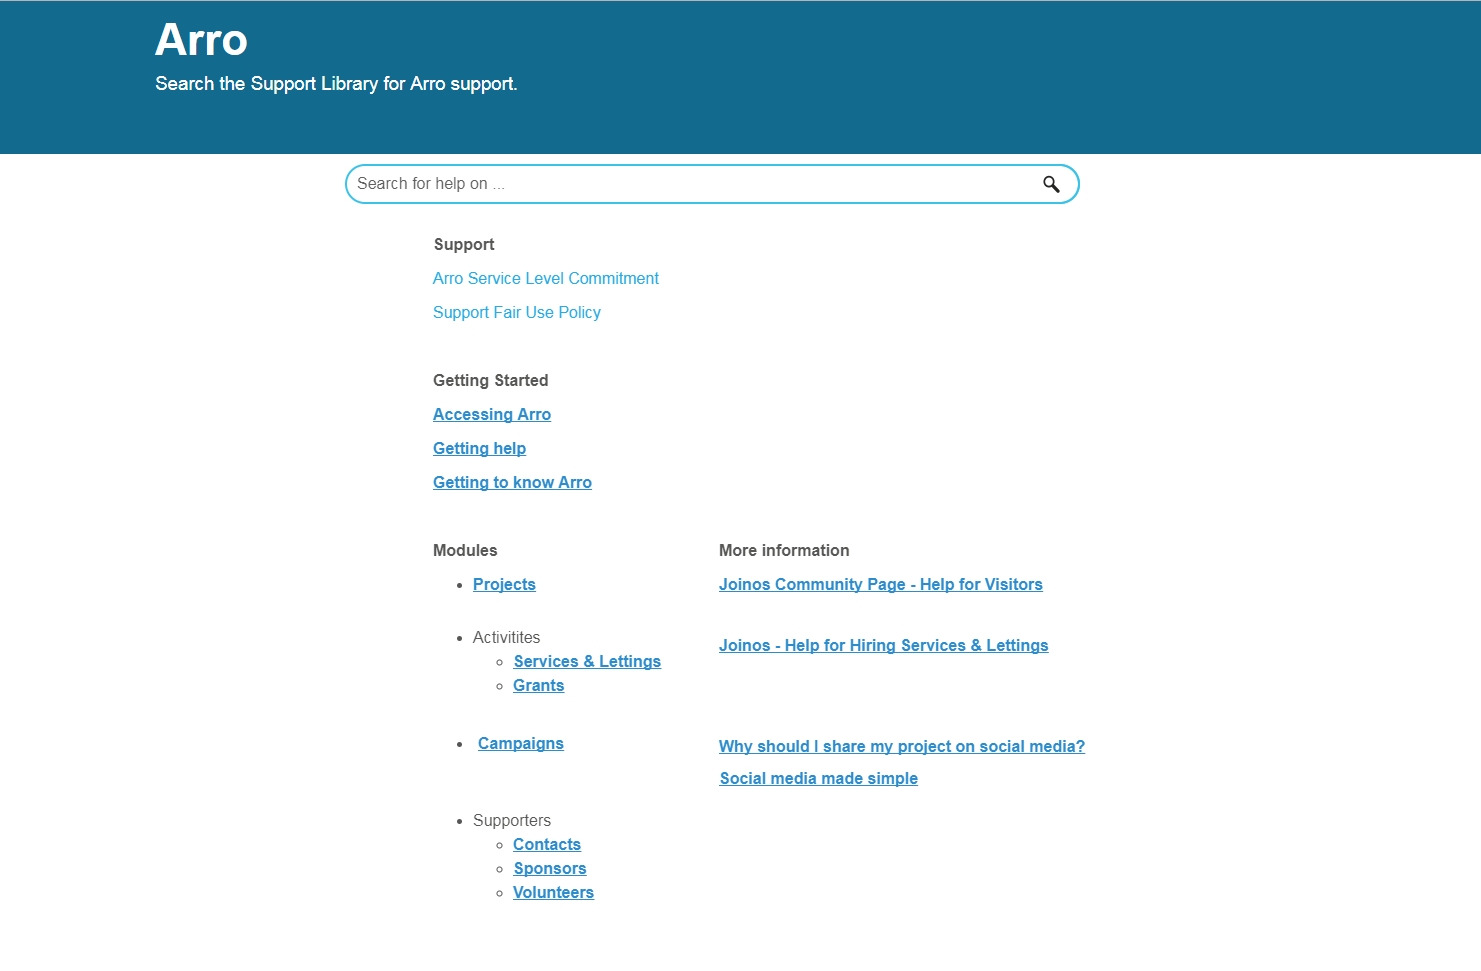 Arro
Search the Support Library for Arro support.
Search for help on ...
Support
Arro Service Level Commitment
Support Fair Use Policy
Getting Started
Accessing Arro
Getting help
Getting to know Arro
Modules
More information
Projects
Joinos Community Page - Help for Visitors
Activitites
Joinos - Help for Hiring Services & Lettings
Services & Lettings
Grants
Campaigns
Why should I share my project on social media?
Social media made simple
Supporters
Contacts
Sponsors
Volunteers